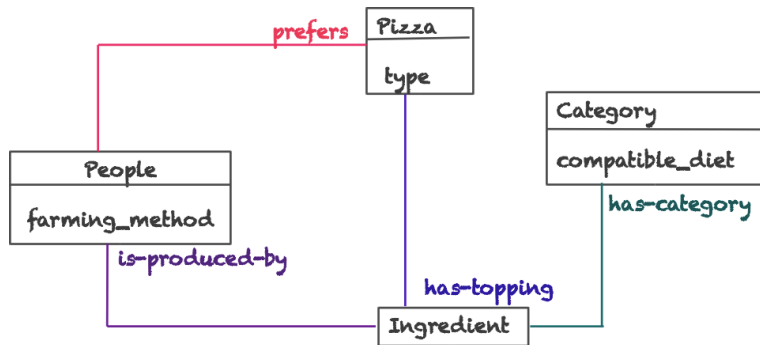 prefers
Pizza
type
Category
compatible_diet
has-category
People
farming_method
is-produced-by
has-topping
Ingredient